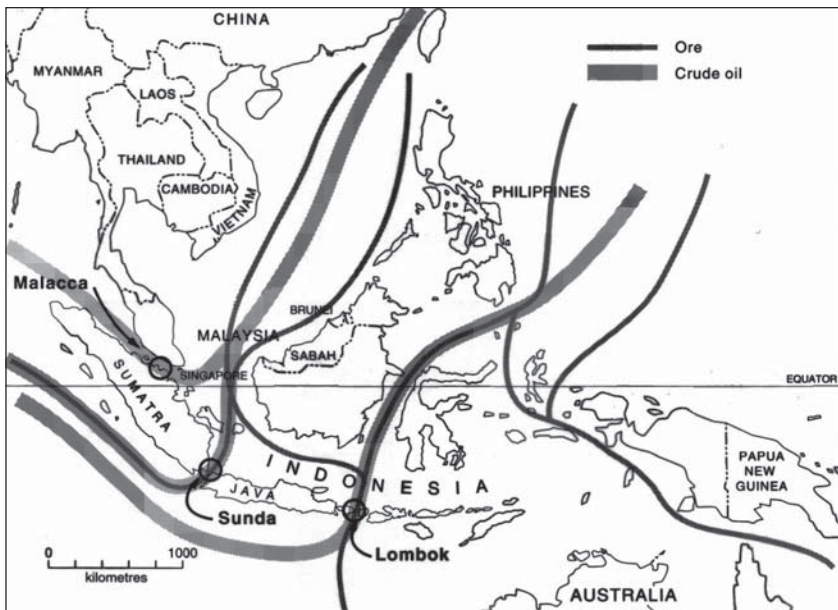 CHINA
MYANMAR
LAOS
THAILAND
CAMBODIA
VIETNAM
Ore
Crude oil
PHILIPPINES
Malacca
BRUNEI
MALAYSIA
SABAH
SINGAPORE
SUMATRA
EQUATOR
INDONESIA
JAVA
PAPUA
NEW
GUINEA
Sunda
Lombok
0 1000
kilometres
AUSTRALIA